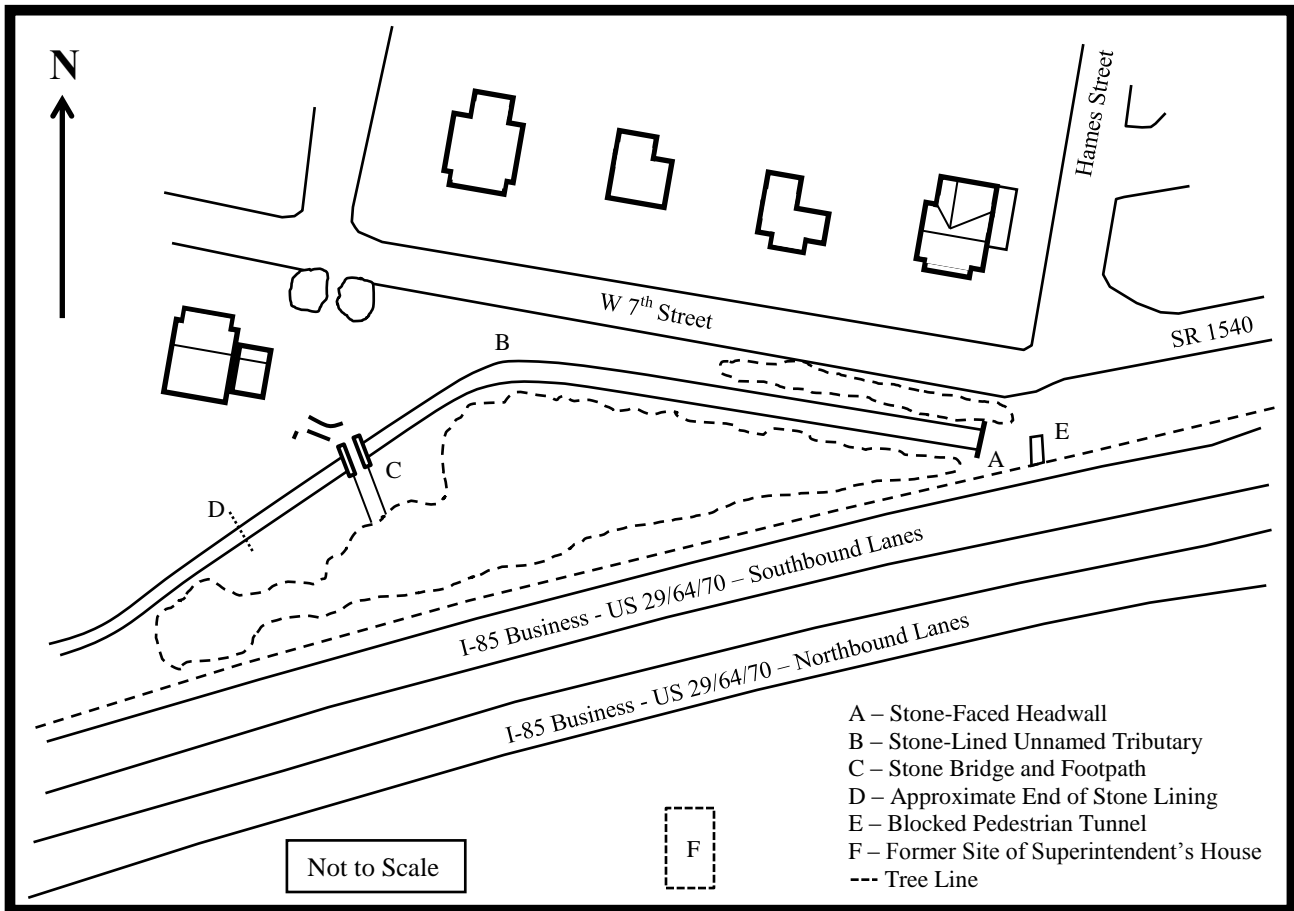 N
Hames Street
W 7th Street
SR 1540
B
E
A
C
D
I-85 Business - US 29/64/70 – Southbound Lanes
I-85 Business - US 29/64/70 – Northbound Lanes
F
Not to Scale
A – Stone-Faced Headwall
B – Stone-Lined Unnamed Tributary
C – Stone Bridge and Footpath
D – Approximate End of Stone Lining
E – Blocked Pedestrian Tunnel
F – Former Site of Superintendent’s House
--- Tree Line